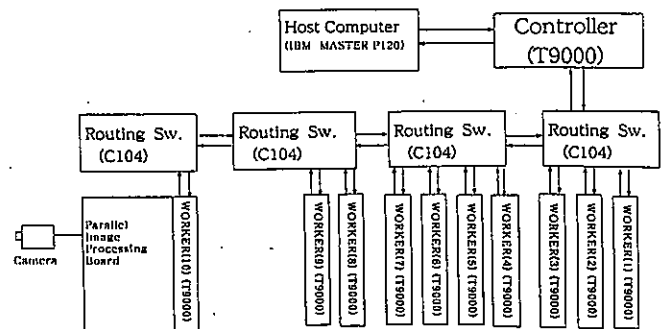 Host Computer
(IBM MASTER P120)
Controller
(T9000)
Routing Sw.
(C104)
Routing Sw.
(C104)
Routing Sw.
(C104)
Routing Sw.
(C104)
Camera
Parallel
Image
Processing
Board
WORKER(10) (T9000)
WORKER(9) (T9000)
WORKER(8) (T9000)
WORKER(7) (T9000)
WORKER(6) (T9000)
WORKER(5) (T9000)
WORKER(4) (T9000)
WORKER(3) (T9000)
WORKER(2) (T9000)
WORKER(1) (T9000)